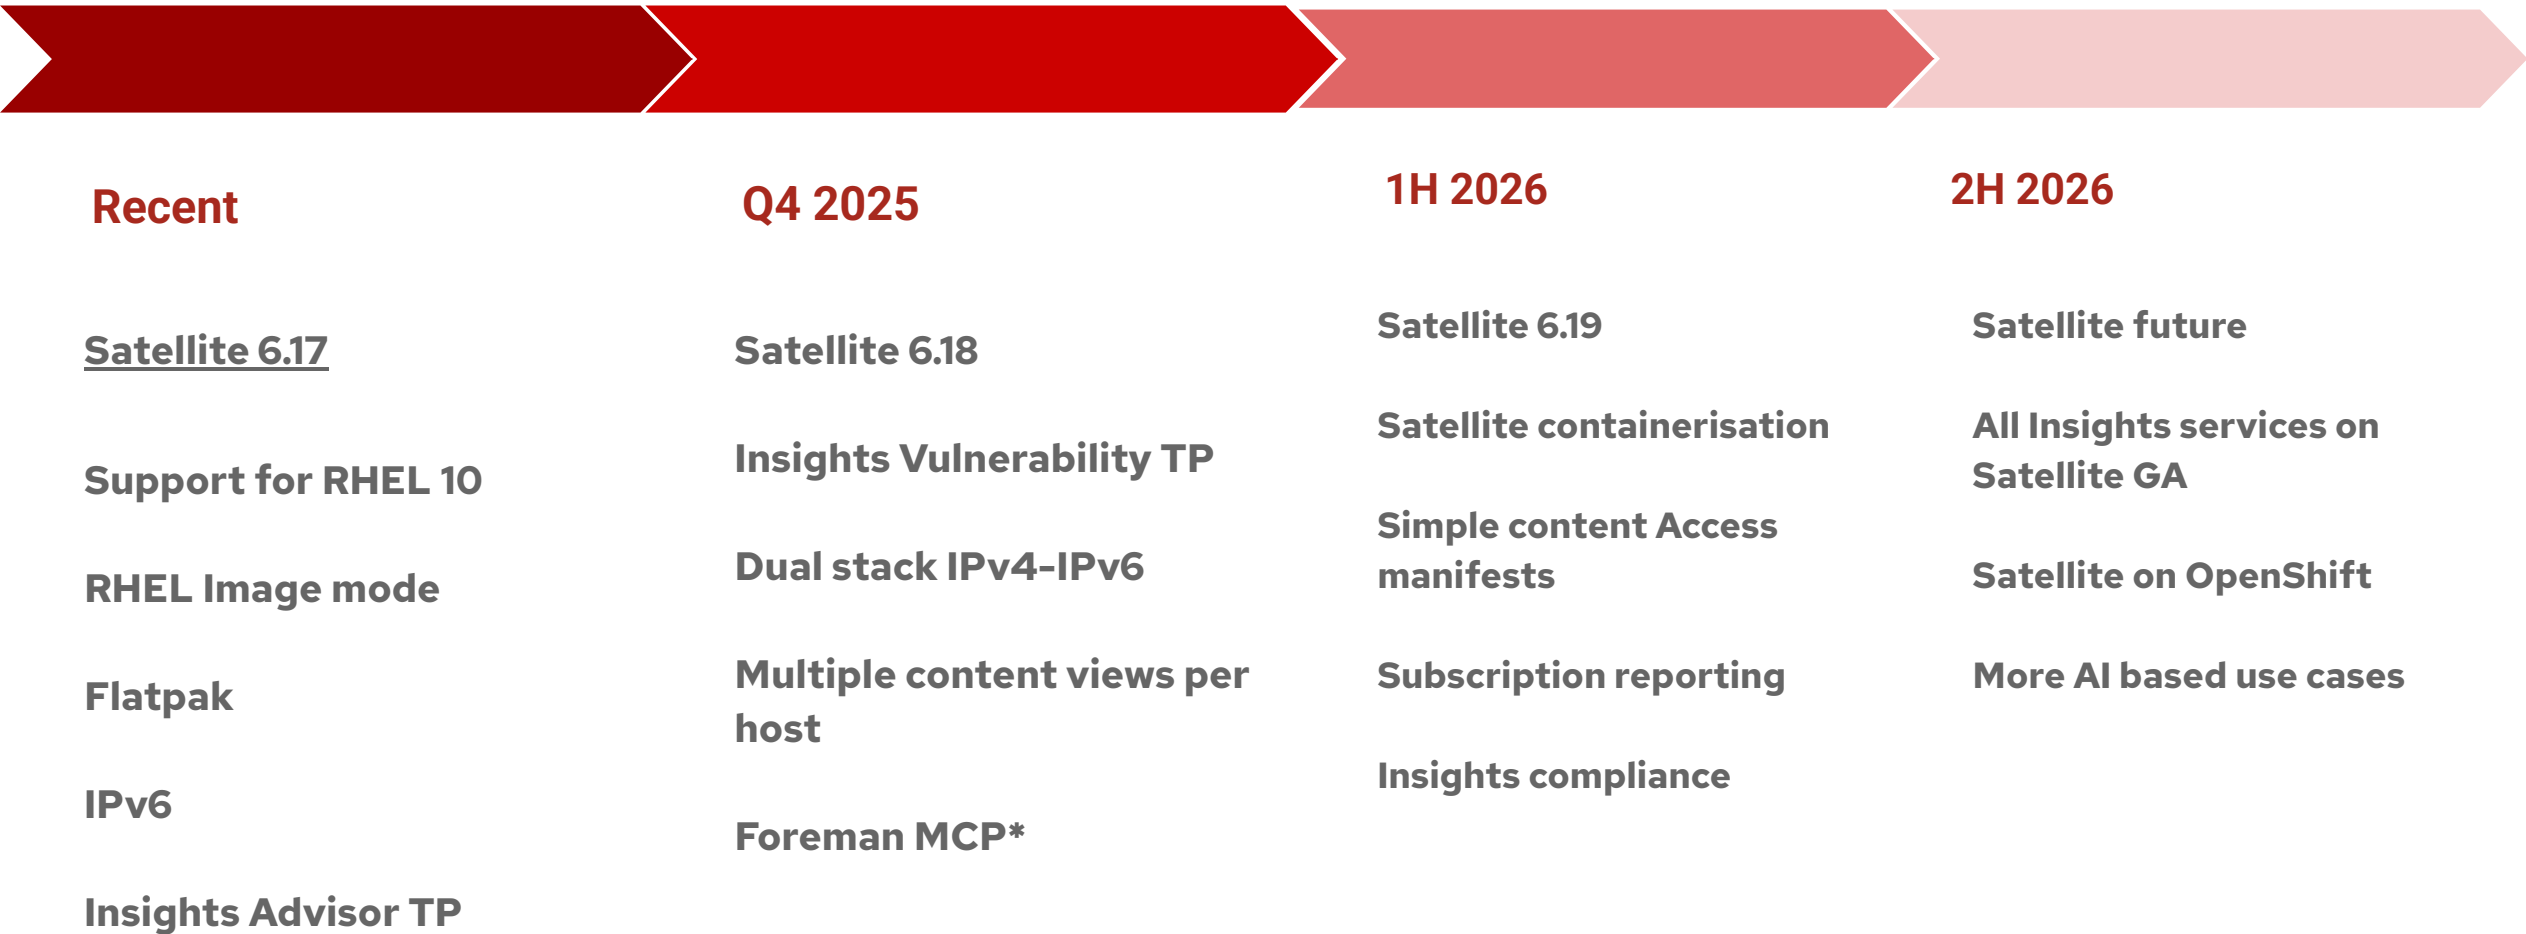 Recent
Satellite 6.17
Support for RHEL 10
RHEL Image mode
Flatpak
IPv6
Insights Advisor TP
Q4 2025
Satellite 6.18
Insights Vulnerability TP
Dual stack IPv4-IPv6
Multiple content views per
host
Foreman MCP*
1H 2026
Satellite 6.19
Satellite containerisation
Simple content Access
manifests
Subscription reporting
Insights compliance
2H 2026
Satellite future
All Insights services on
Satellite GA
Satellite on OpenShift
More AI based use cases